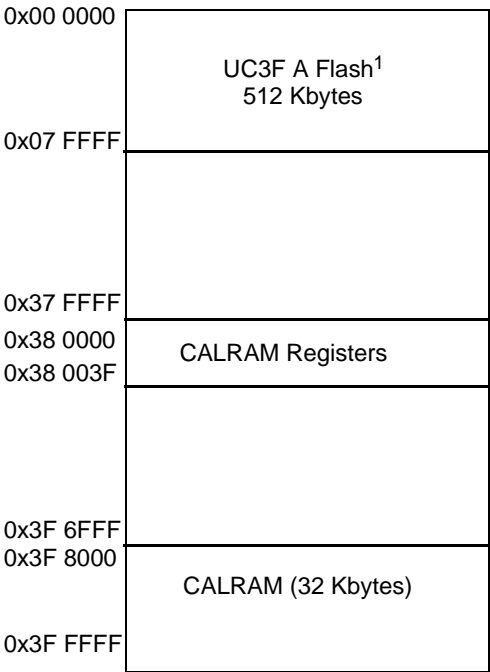 0x00 0000
UC3F A Flash1
512 Kbytes
0x07 FFFF
0x37 FFFF
0x38 0000
CALRAM Registers
0x38 003F
0x3F 6FFF
0x3F 8000
CALRAM (32 Kbytes)
0x3F FFFF